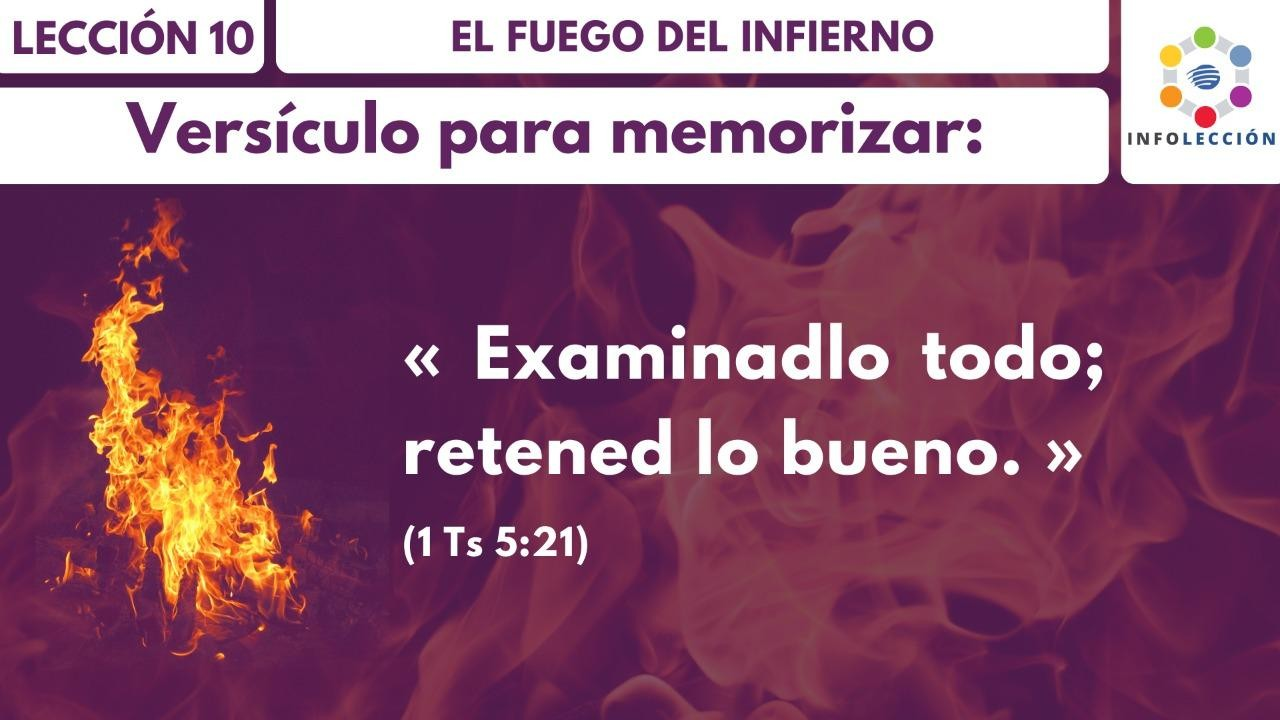 LECCIÓN 10
EL FUEGO DEL INFIERNO
Versículo para memorizar:
INFOLECCIÓN
« Examinadlo todo;
retened lo bueno. »
(1 Ts 5:21)